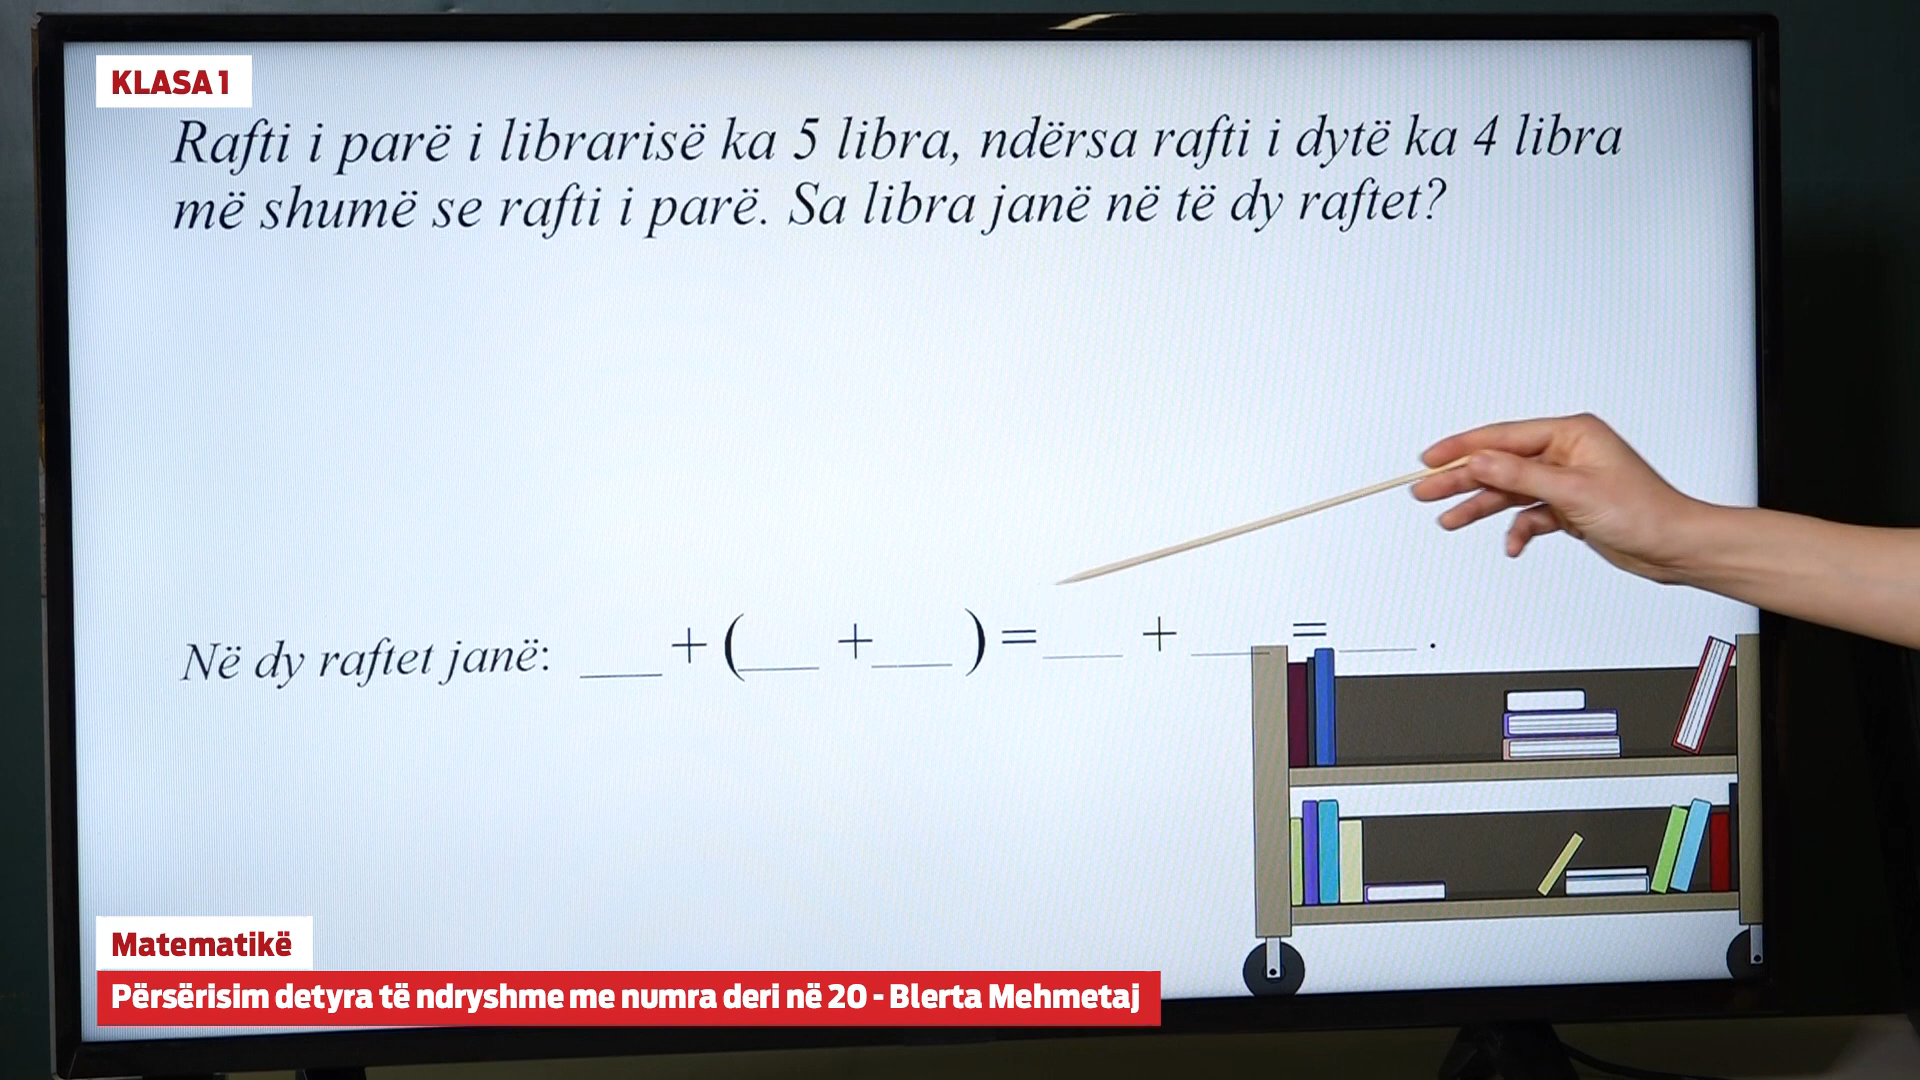 KLASA 1
Rafti i parë i librarisë ka 5 libra, ndërsa rafti i dytë ka 4 libra
më shumë se rafti i parë. Sa libra janë në të dy raftet?
Në dy raftet janë: ___ + (___ + ___) = ___ + ___ = ___ .
Matematikë
Përsërisim detyra të ndryshme me numra deri në 20 - Blerta Mehmetaj